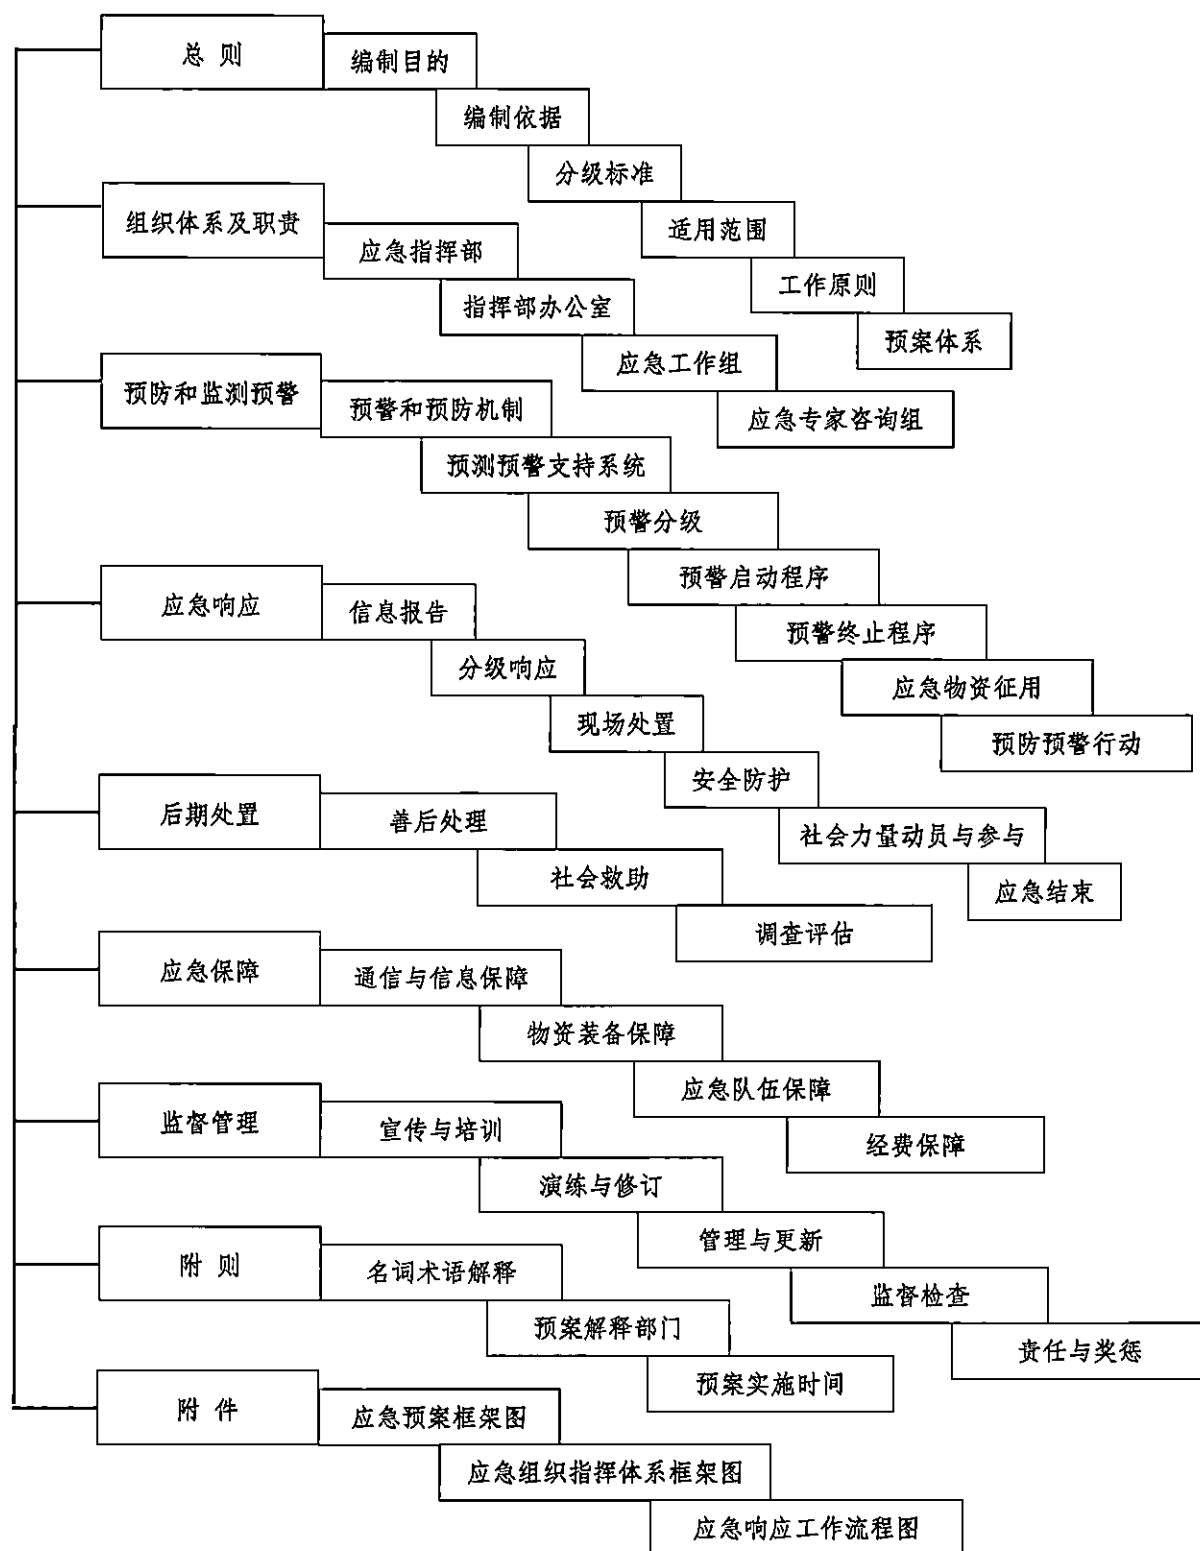 总 则
编制目的
编制依据
分级标准
适用范围
工作原则
预案体系
组织体系及职责
应急指挥部
指挥部办公室
应急工作组
应急专家咨询组
预防和监测预警
预警和预防机制
预测预警支持系统
预警分级
预警启动程序
预警终止程序
应急物资征用
预防预警行动
应急响应
信息报告
分级响应
现场处置
安全防护
社会力量动员与参与
应急结束
后期处置
善后处理
社会救助
调查评估
应急保障
通信与信息保障
物资装备保障
应急队伍保障
经费保障
监督管理
宣传与培训
演练与修订
管理与更新
监督检查
责任与奖惩
附 则
名词术语解释
预案解释部门
预案实施时间
附 件
应急预案框架图
应急组织指挥体系框架图
应急响应工作流程图